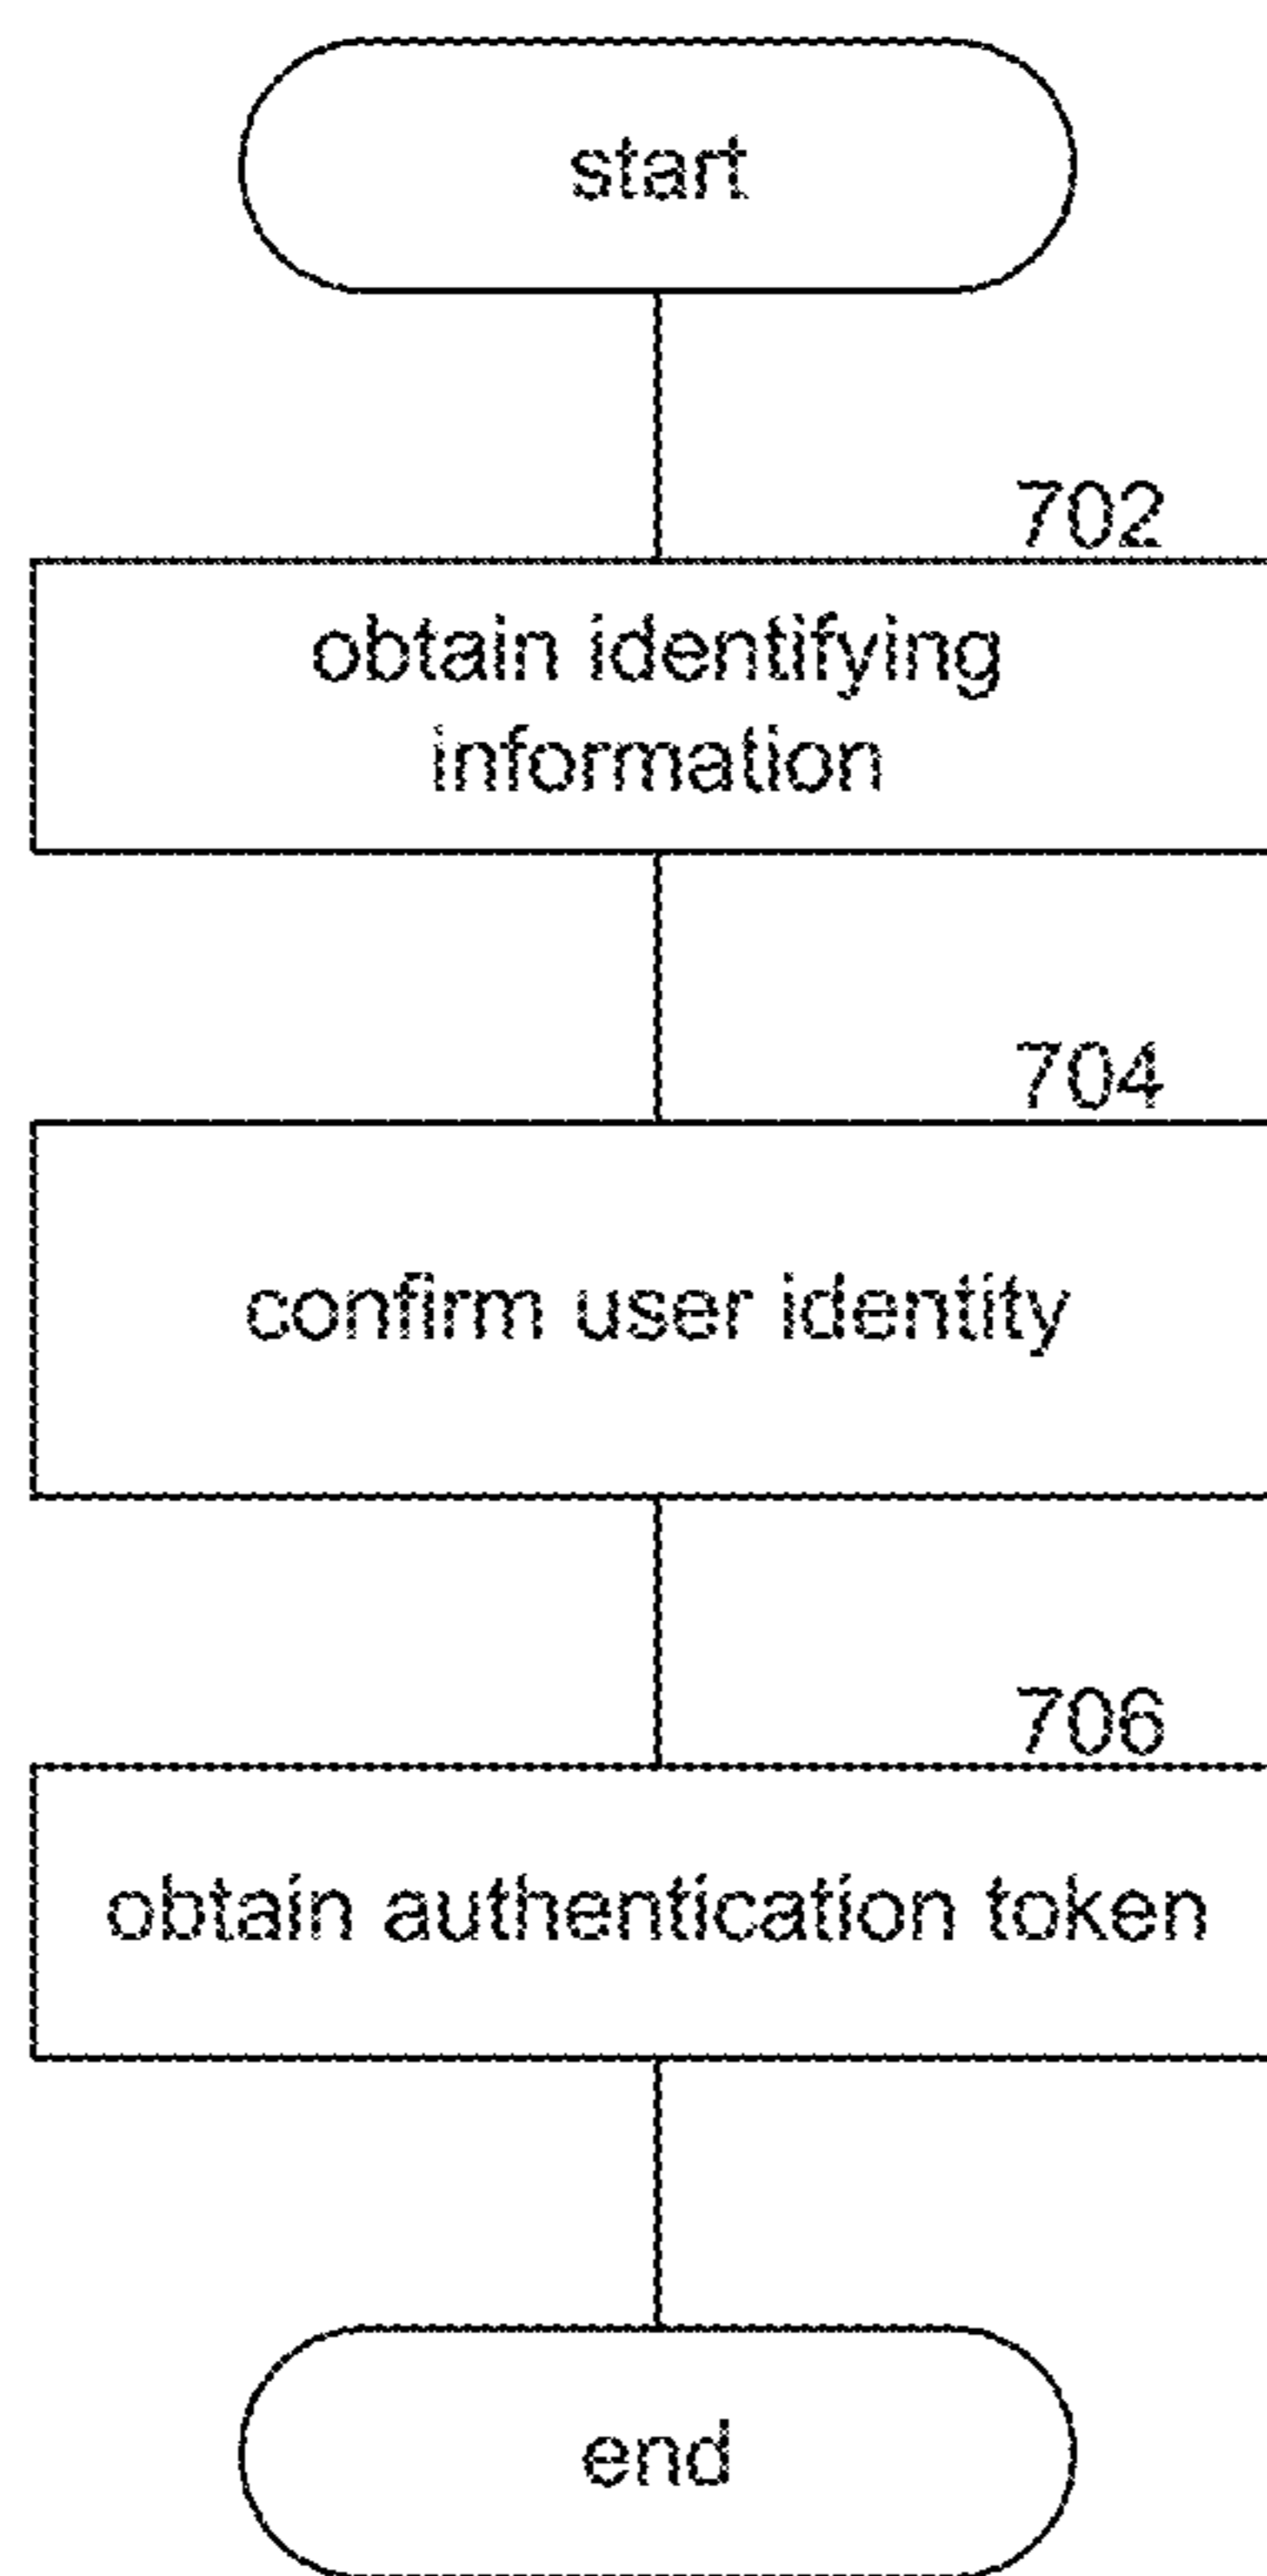 start
702
obtain identifying
information
704
confirm user identity
706
obtain authentication token
end